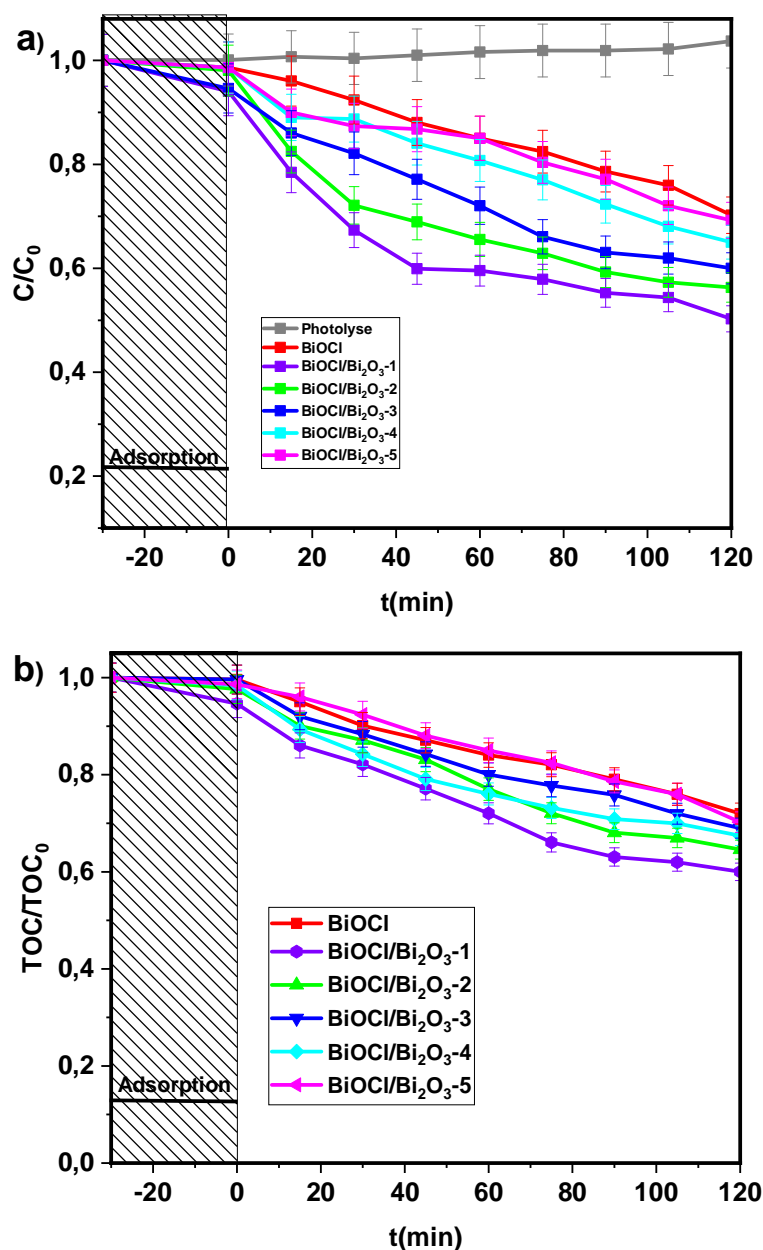 a)
C/C₀
1,0
0,8
0,6
0,4
0,2
Photolyse
BiOCl
BiOCl/Bi₂O₃-1
BiOCl/Bi₂O₃-2
BiOCl/Bi₂O₃-3
BiOCl/Bi₂O₃-4
BiOCl/Bi₂O₃-5
Adsorption
-20 0 20 40 60 80 100 120
t(min)
b)
TOC/TOC₀
1,0
0,8
0,6
0,4
0,2
0,0
BiOCl
BiOCl/Bi₂O₃-1
BiOCl/Bi₂O₃-2
BiOCl/Bi₂O₃-3
BiOCl/Bi₂O₃-4
BiOCl/Bi₂O₃-5
Adsorption
-20 0 20 40 60 80 100 120
t(min)